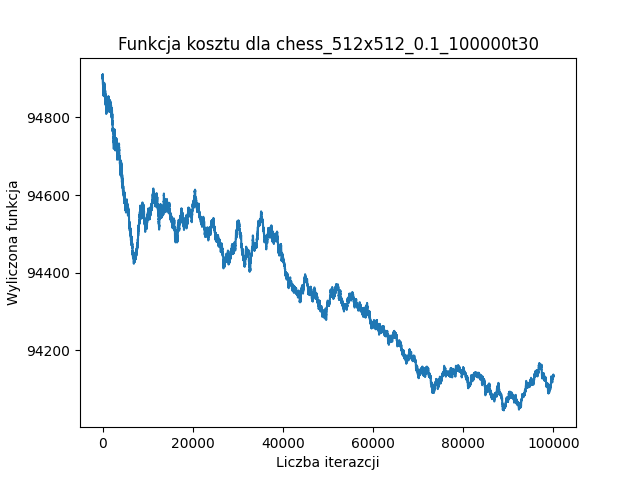 Funkcja kosztu dla chess_512x512_0.1_100000t30
94800
94600
94400
94200
Wyliczona funkcja
0 20000 40000 60000 80000 100000
Liczba iterazcji